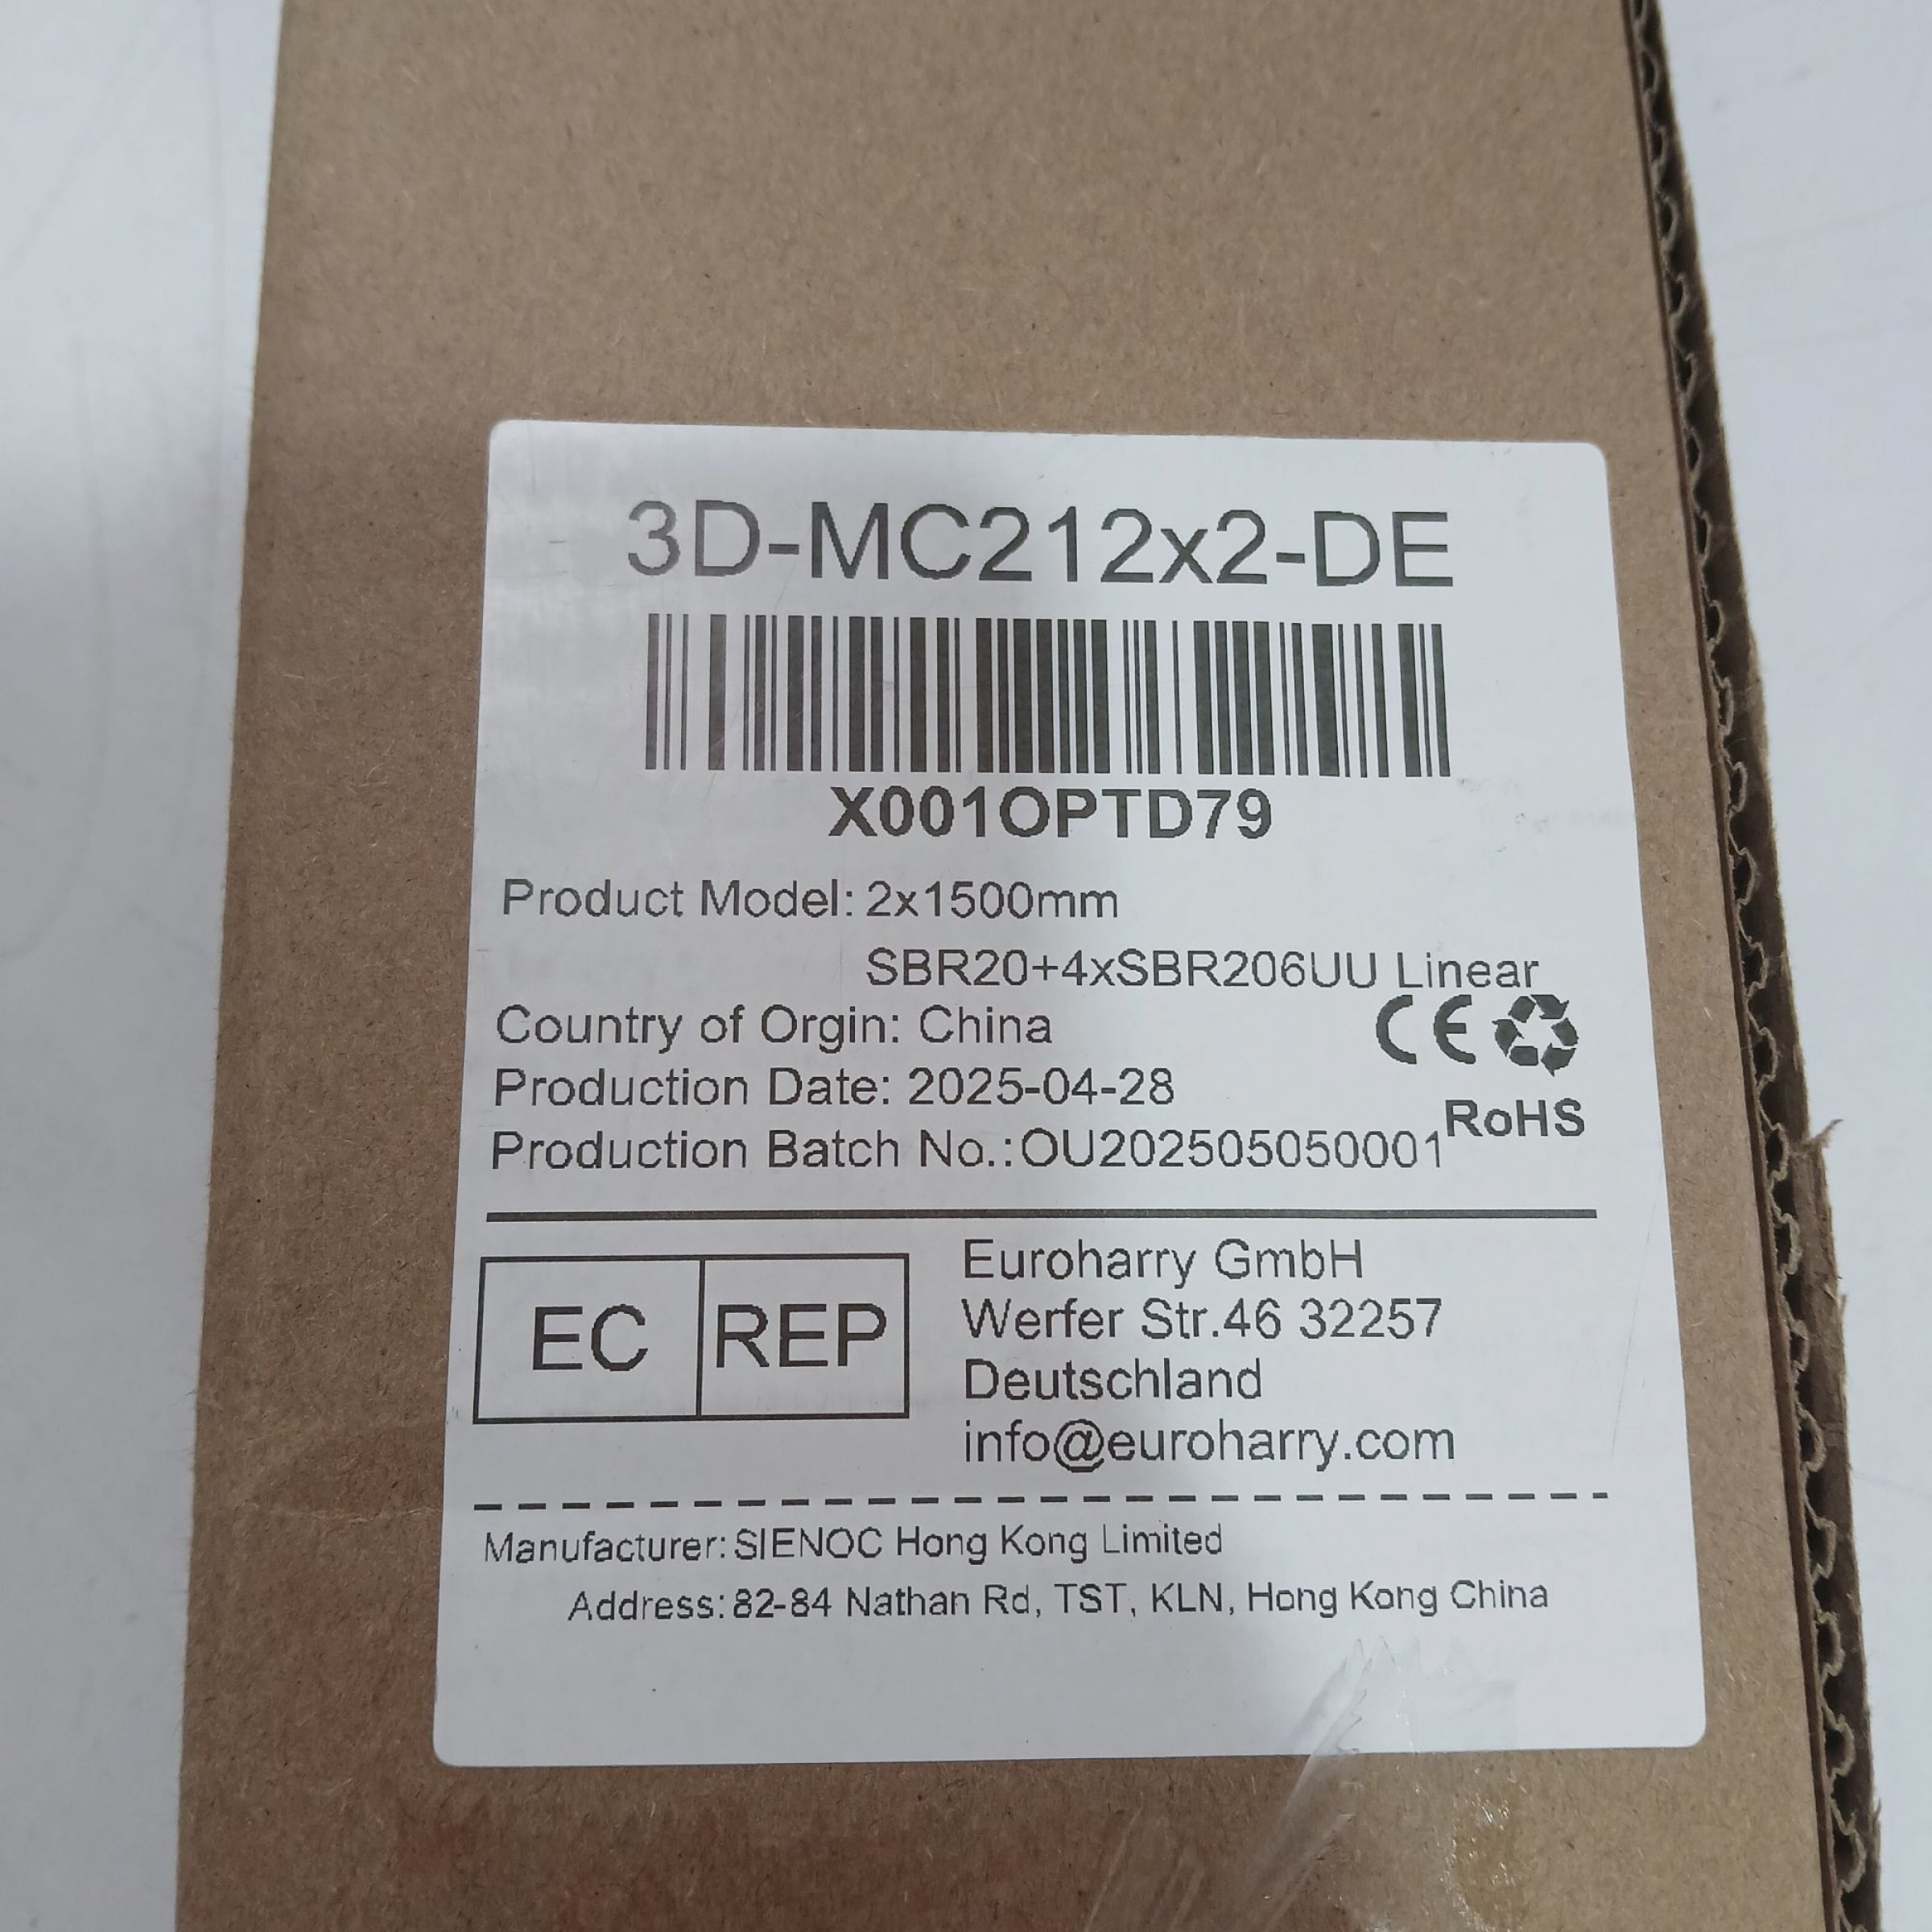 3D-MC212x2-DE
X001OPTD79
Product Model: 2x1500mm
SBR20+4xSBR206UU Linear
Country of Orgin: China
CE
Production Date: 2025-04-28
RoHS
Production Batch No.:OU202505050001
EC REP
Euroharry GmbH
Werfer Str.46 32257
Deutschland
info@euroharry.com
Manufacturer: SIENOC Hong Kong Limited
Address: 82-84 Nathan Rd, TST, KLN, Hong Kong China